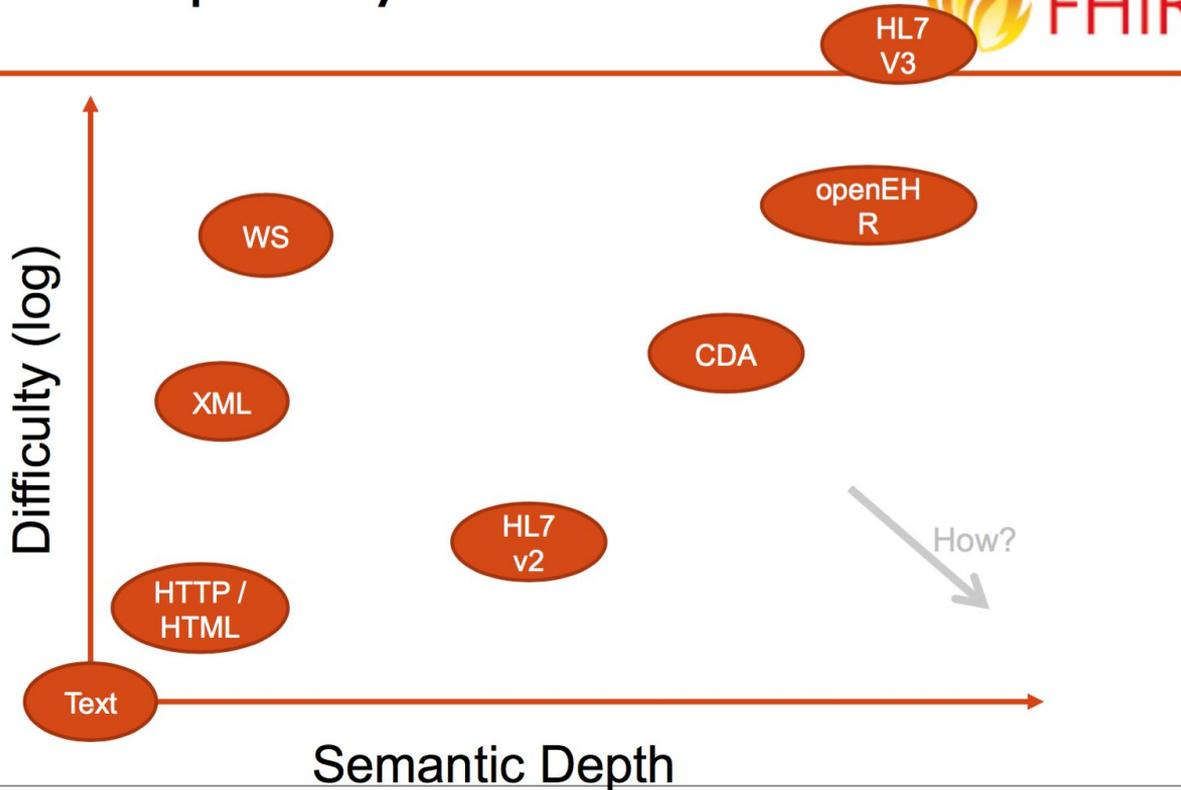 FHIR
HL7
V3
openEH
R
WS
CDA
XML
HL7
v2
How?
HTTP /
HTML
Text
Difficulty (log)
Semantic Depth